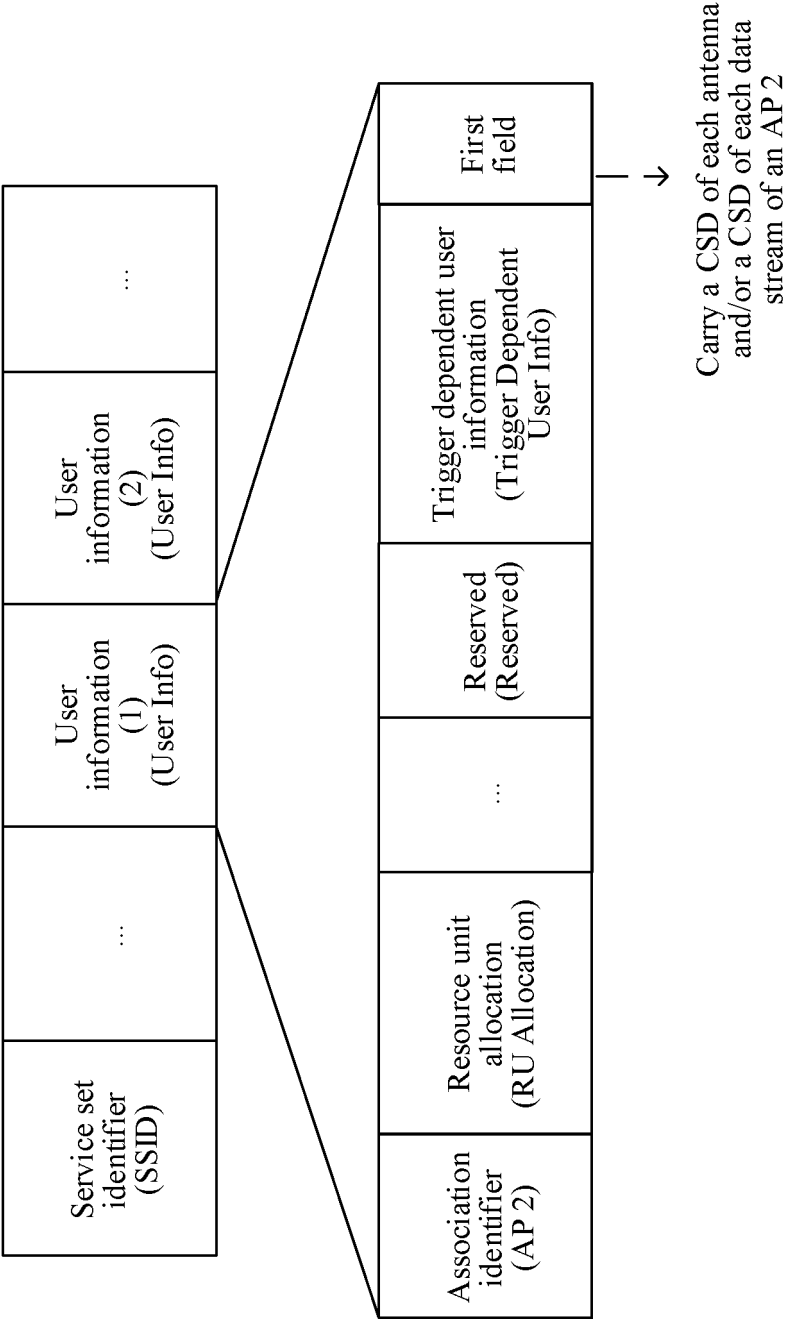 Service set
identifier
(SSID)
...
User
information
(1)
(User Info)
User
information
(2)
(User Info)
...
Association
identifier
(AP 2)
Resource unit
allocation
(RU Allocation)
...
Reserved
(Reserved)
Trigger dependent user
information
(Trigger Dependent
User Info)
First
field
Carry a CSD of each antenna
and/or a CSD of each data
stream of an AP 2